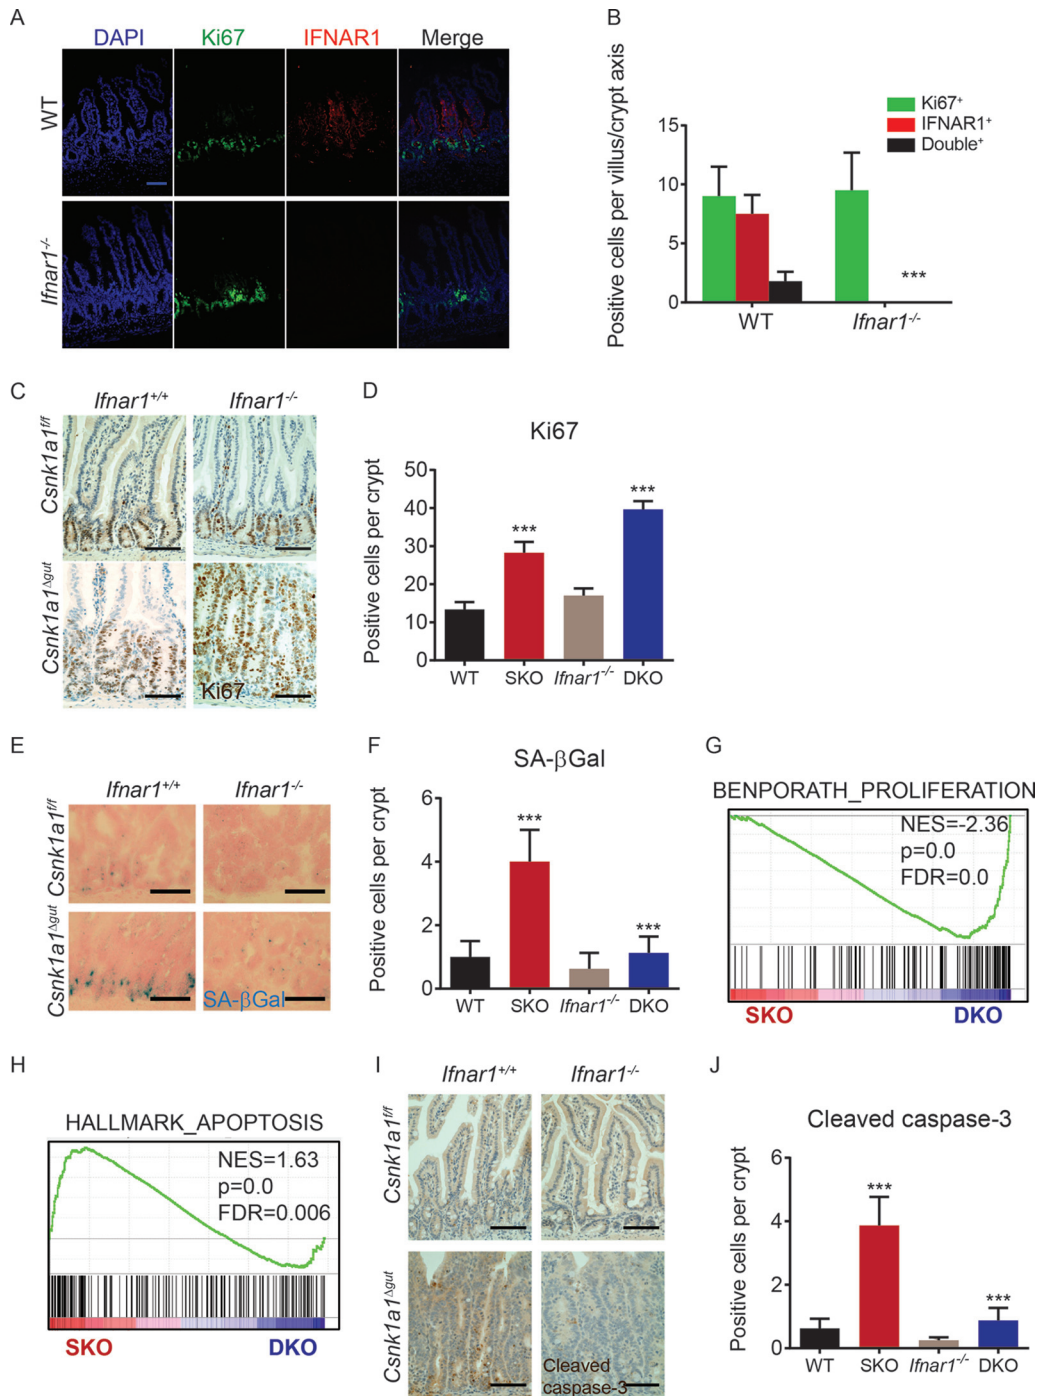 A
DAPI Ki67 IFNAR1 Merge
WT
Ifnar1-/-
B
Ki67+
IFNAR1+
Double+
Positive cells per villus/crypt axis
15
10
5
0
***
WT Ifnar1-/-
C
Ifnar1+/+ Ifnar1-/-
Csnk1a1f/f
Csnk1a1Δgut
Ki67
D
Ki67
Positive cells per crypt
50
40
30
20
10
0
*** ***
WT SKO Ifnar1-/- DKO
E
Ifnar1+/+ Ifnar1-/-
Csnk1a1f/f
Csnk1a1Δgut
SA-βGal
F
SA-βGal
Positive cells per crypt
6
4
2
0
*** ***
WT SKO Ifnar1-/- DKO
G
BENPORATH_PROLIFERATION
NES=-2.36
p=0.0
FDR=0.0
SKO DKO
H
HALLMARK_APOPTOSIS
NES=1.63
p=0.0
FDR=0.006
SKO DKO
I
Ifnar1+/+ Ifnar1-/-
Csnk1a1f/f
Csnk1a1Δgut
Cleaved
caspase-3
J
Cleaved caspase-3
Positive cells per crypt
6
4
2
0
*** ***
WT SKO Ifnar1-/- DKO